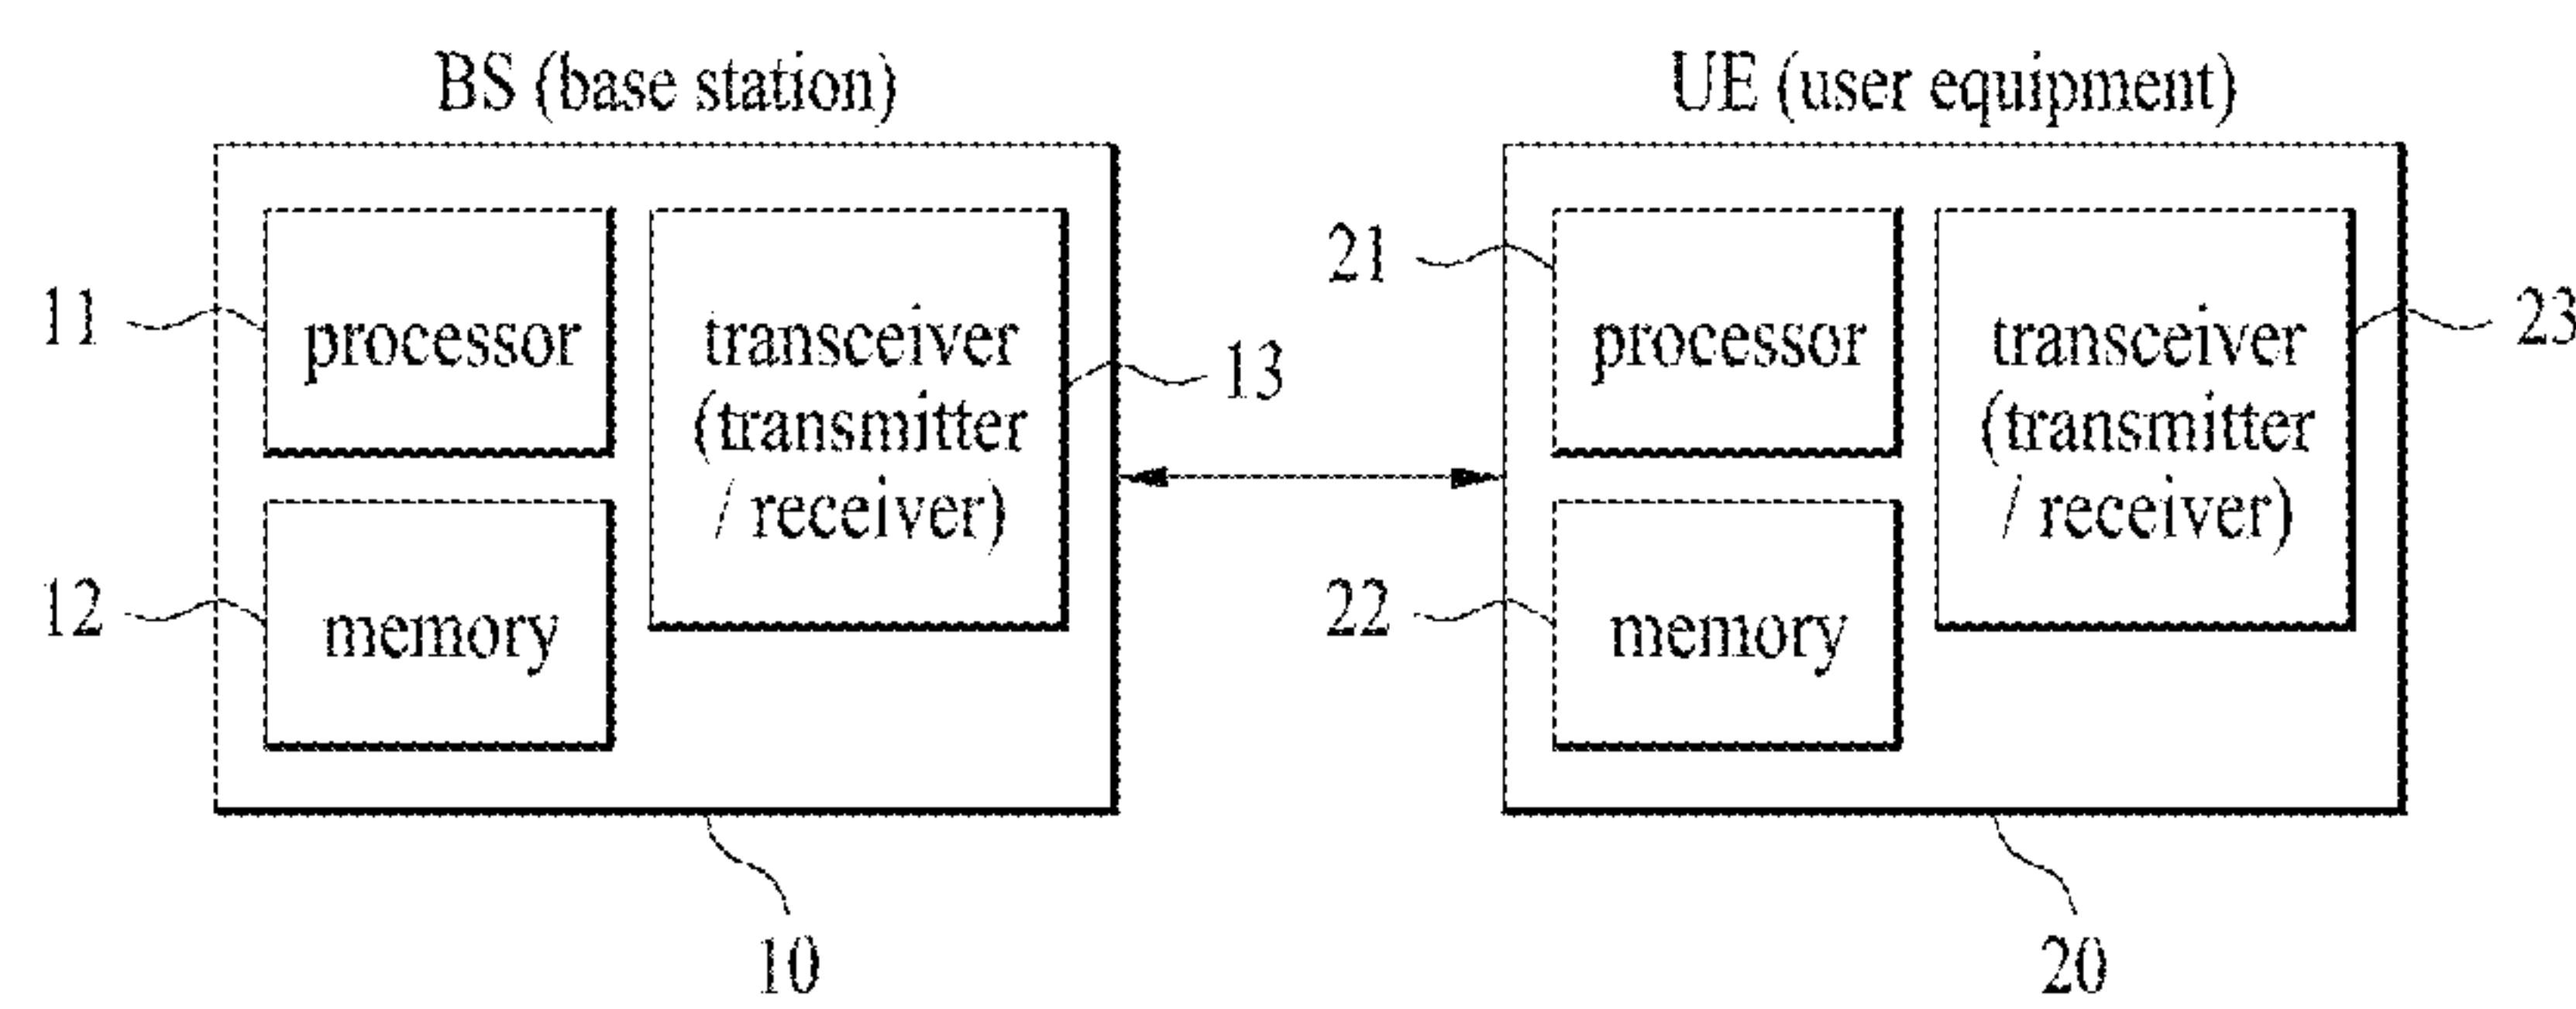 BS (base station)
11
processor
12
memory
transceiver
(transmitter
/ receiver)
13
10
UE (user equipment)
21
processor
22
memory
transceiver
(transmitter
/ receiver)
23
20